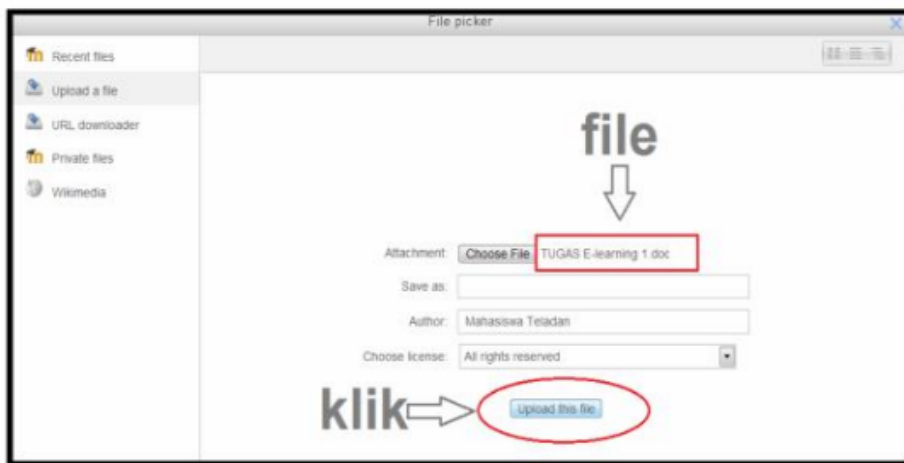 File picker
Recent files
Upload a file
URL downloader
Private files
Wikimedia
file
Attachment: Choose File TUGAS E-learning 1.doc
Save as:
Author: Mahasiswa Teladan
Choose license: All rights reserved
klik
Upload this file